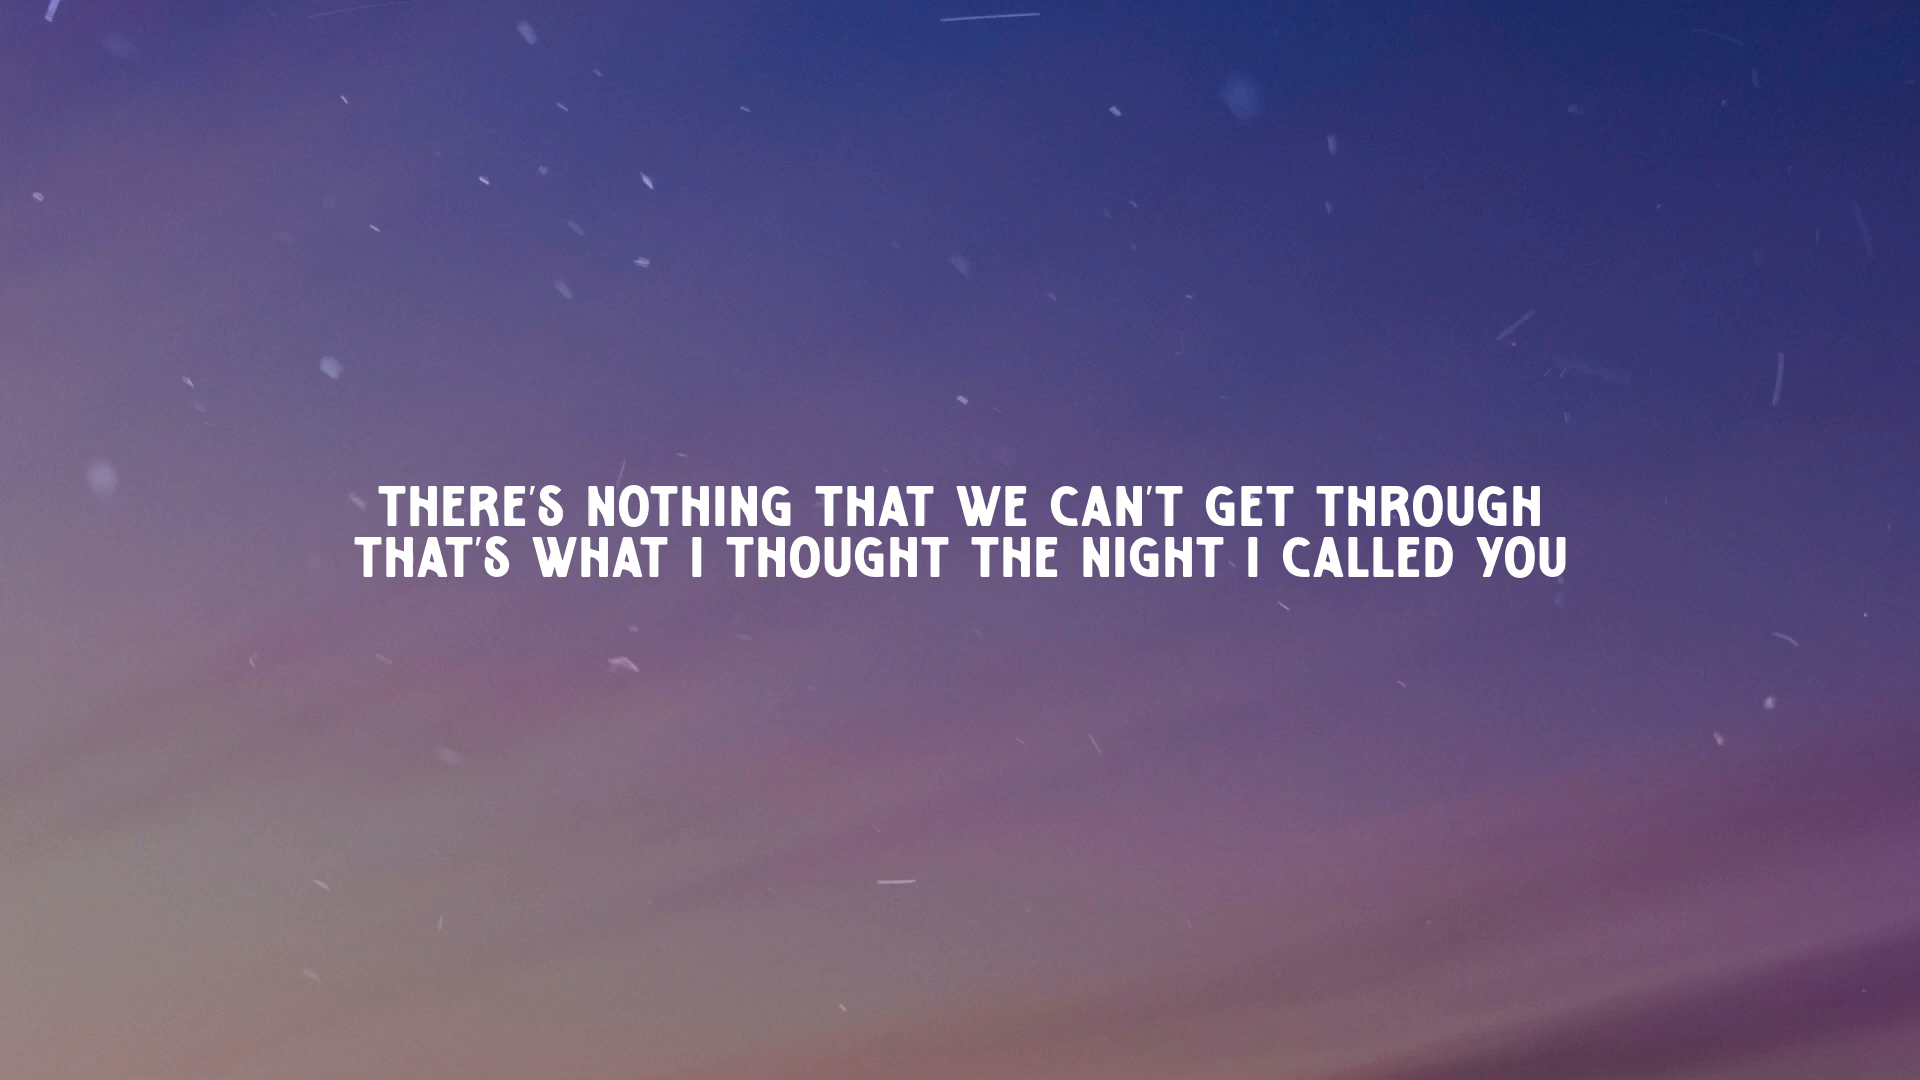 THERE'S NOTHING THAT WE CAN'T GET THROUGH
THAT'S WHAT I THOUGHT THE NIGHT I CALLED YOU